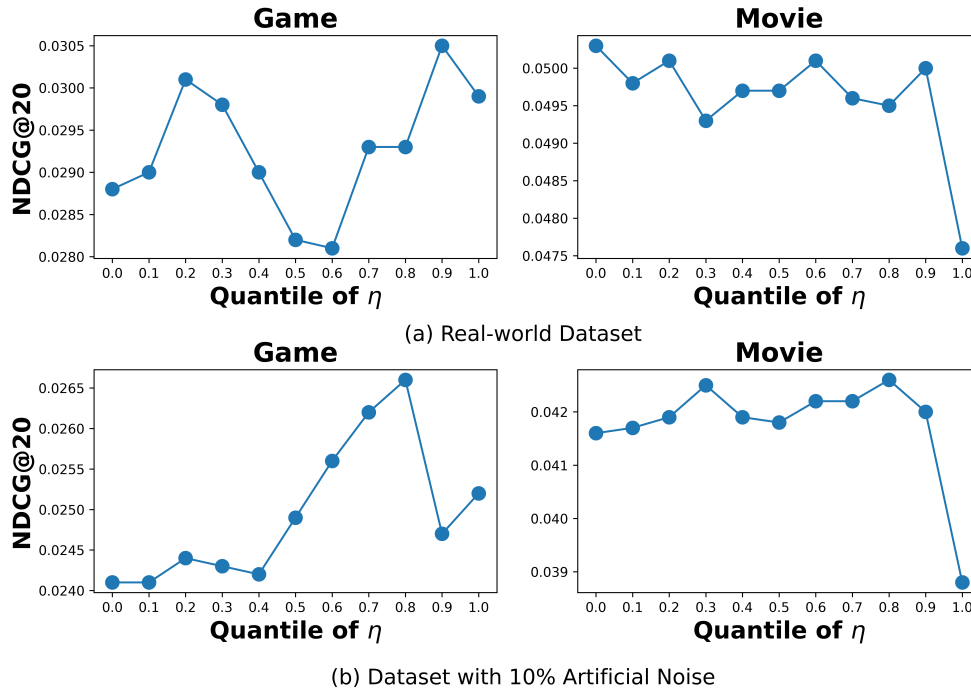 Game Movie
NDCG@20
0.0305
0.0300
0.0295
0.0290
0.0285
0.0280
0.0 0.1 0.2 0.3 0.4 0.5 0.6 0.7 0.8 0.9 1.0
Quantile of η
0.0500
0.0495
0.0490
0.0485
0.0480
0.0475
0.0 0.1 0.2 0.3 0.4 0.5 0.6 0.7 0.8 0.9 1.0
Quantile of η
(a) Real-world Dataset
Game Movie
NDCG@20
0.0265
0.0260
0.0255
0.0250
0.0245
0.0240
0.0 0.1 0.2 0.3 0.4 0.5 0.6 0.7 0.8 0.9 1.0
Quantile of η
0.042
0.041
0.040
0.039
0.0 0.1 0.2 0.3 0.4 0.5 0.6 0.7 0.8 0.9 1.0
Quantile of η
(b) Dataset with 10% Artificial Noise